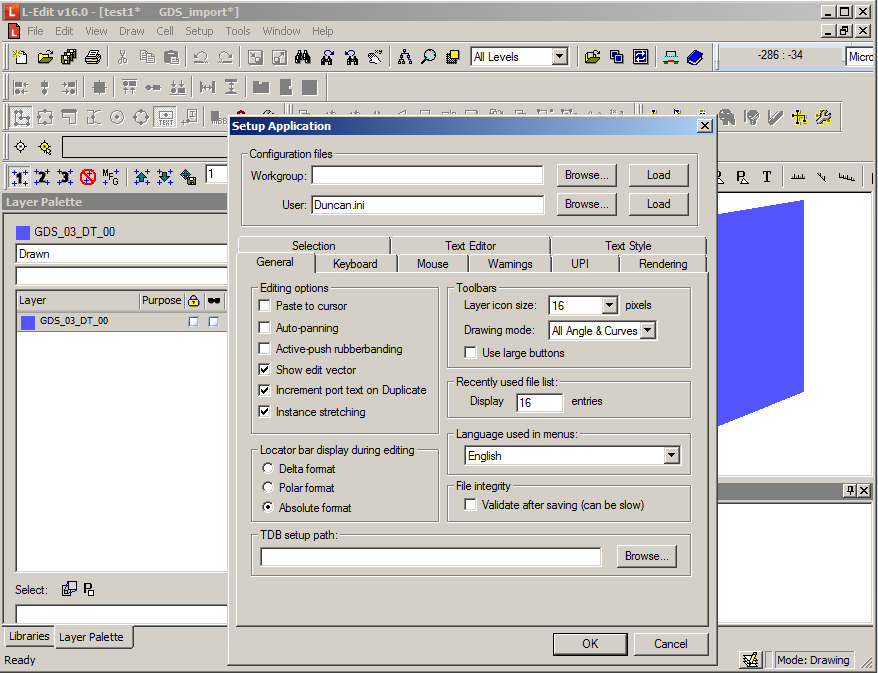 L-Edit v16.0 - [test1*     GDS_import*]
File Edit View Draw Cell Setup Tools Window Help
All Levels
-286 : -34
Micro
TEXT
1 2 3 MFG
1
T
Layer Palette
GDS_03_DT_00
Drawn
Layer Purpose
GDS_03_DT_00
Select:
Libraries Layer Palette
Ready
Mode: Drawing
Setup Application
Configuration files
Workgroup: Browse... Load
User: Duncan.ini Browse... Load
Selection Text Editor Text Style
General Keyboard Mouse Warnings UPI Rendering
Editing options
Paste to cursor
Auto-panning
Active-push rubberbanding
Show edit vector
Increment port text on Duplicate
Instance stretching
Locator bar display during editing
Delta format
Polar format
Absolute format
Toolbars
Layer icon size: 16 pixels
Drawing mode: All Angle & Curves
Use large buttons
Recently used file list:
Display 16 entries
Language used in menus:
English
File integrity
Validate after saving (can be slow)
TDB setup path:
Browse...
OK Cancel